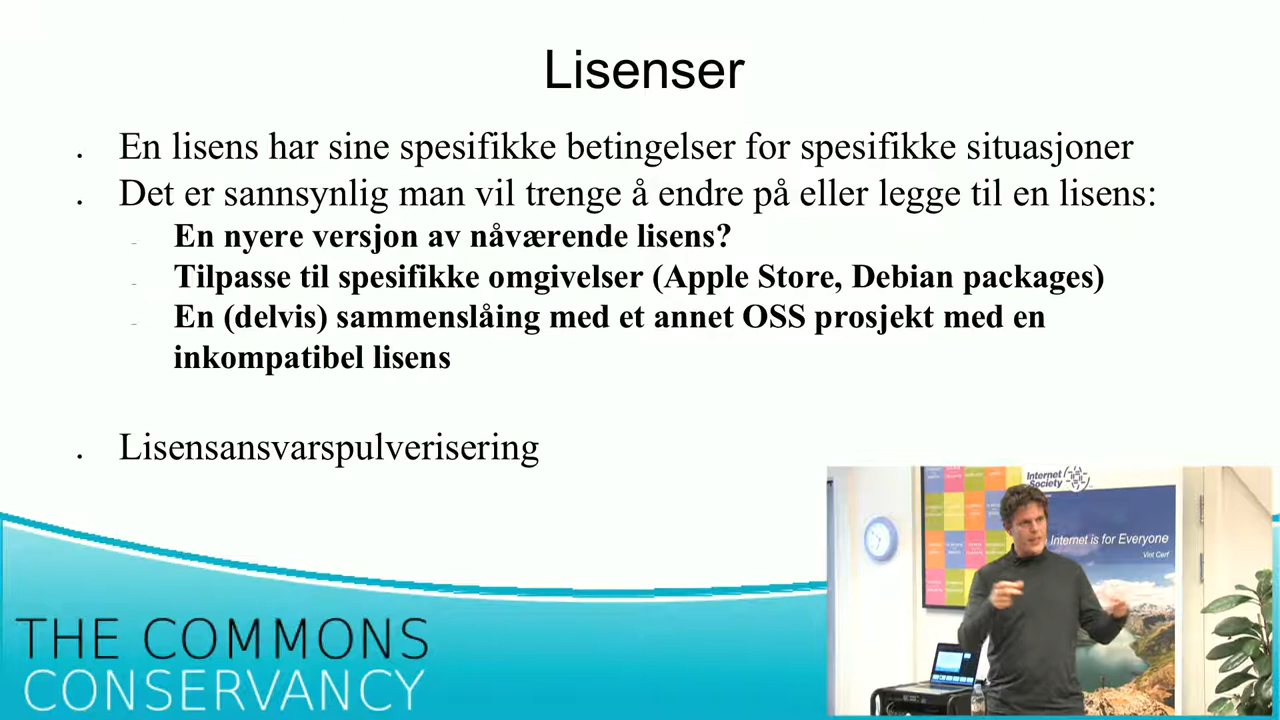 Lisenser
. En lisens har sine spesifikke betingelser for spesifikke situasjoner
. Det er sannsynlig man vil trenge å endre på eller legge til en lisens:
- En nyere versjon av nåværende lisens?
- Tilpasse til spesifikke omgivelser (Apple Store, Debian packages)
- En (delvis) sammenslåing med et annet OSS prosjekt med en
inkompatibel lisens
. Lisensansvarspulverisering
Internet
Society
Internet is for Everyone
Vint Cerf
THE COMMONS
CONSERVANCY